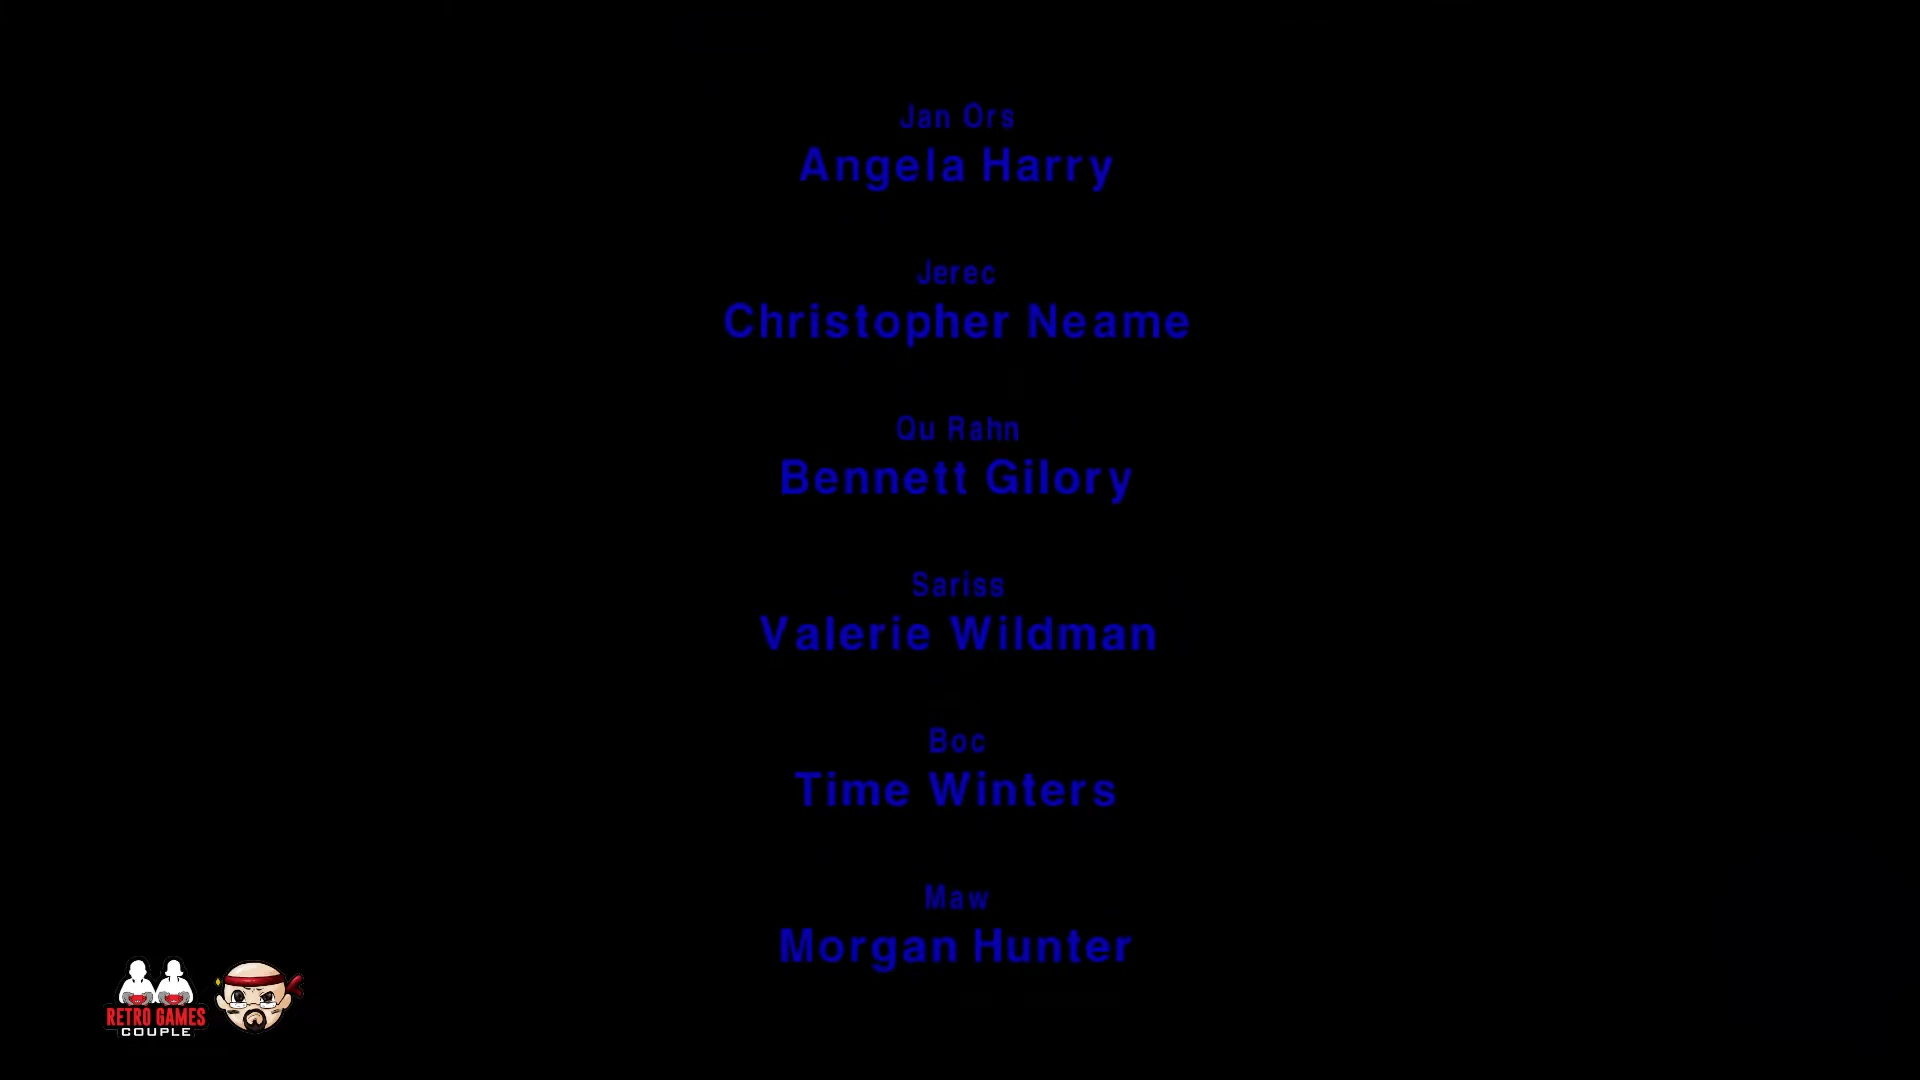 Jan Ors
Angela Harry
Jerec
Christopher Neame
Qu Rahn
Bennett Gilory
Sariss
Valerie Wildman
Boc
Time Winters
Maw
Morgan Hunter
RETRO GAMES
COUPLE